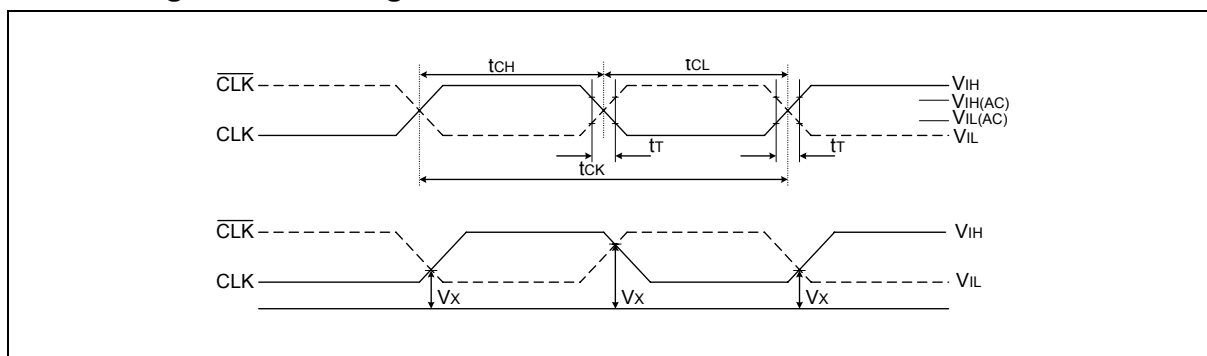 tCH
tCL
CLK
VIH
VIH(AC)
VIL(AC)
CLK
VIL
tT
tT
tCK
CLK
VIH
CLK
VIL
VX
VX
VX